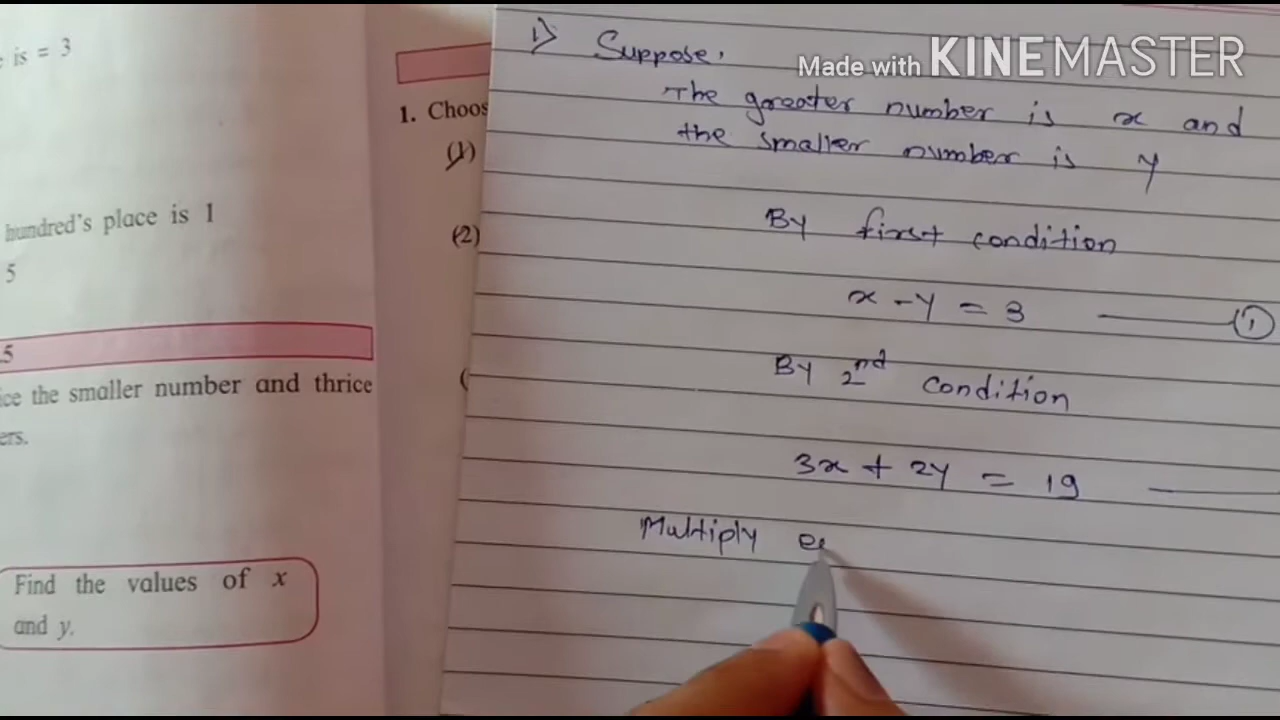 is = 3
hundred's place is 1
5
.5
the smaller number and thrice
ers.
Find the values of x
and y.
1. Choos
(1)
(2)
(
Made with KINEMASTER
1) Suppose,
The greater number is x and
the smaller number is y
By first condition
x - y = 3 ——— ①
By 2nd condition
3x + 2y = 19 ———
Multiply